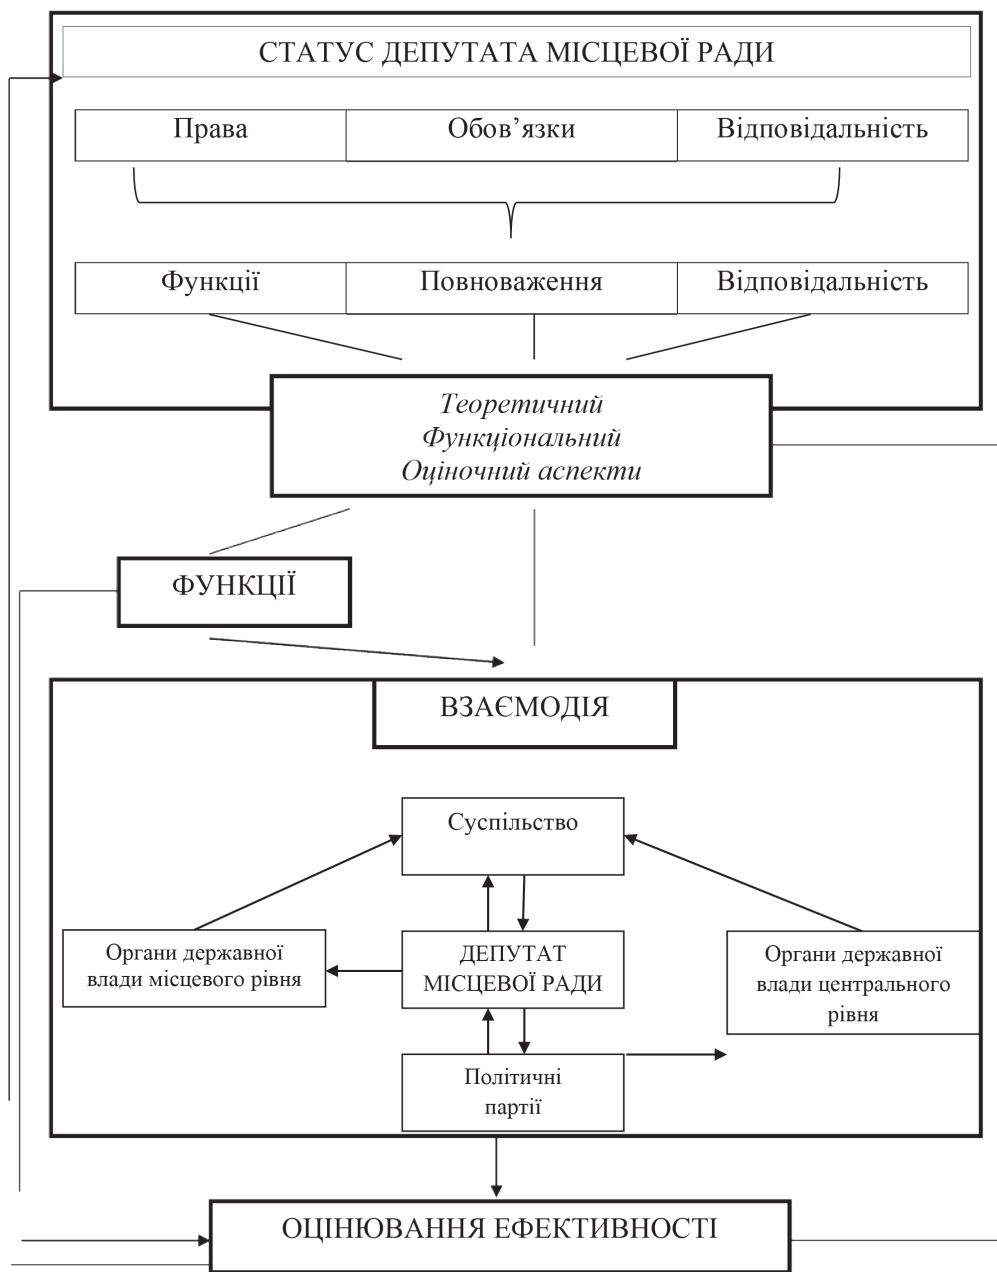 СТАТУС ДЕПУТАТА МІСЦЕВОЇ РАДИ
Права Обов’язки Відповідальність
Функції Повноваження Відповідальність
Теоретичний
Функціональний
Оціночний аспекти
ФУНКЦІЇ
ВЗАЄМОДІЯ
Суспільство
Органи державної
влади місцевого рівня
ДЕПУТАТ
МІСЦЕВОЇ РАДИ
Органи державної
влади центрального
рівня
Політичні
партії
ОЦІНЮВАННЯ ЕФЕКТИВНОСТІ